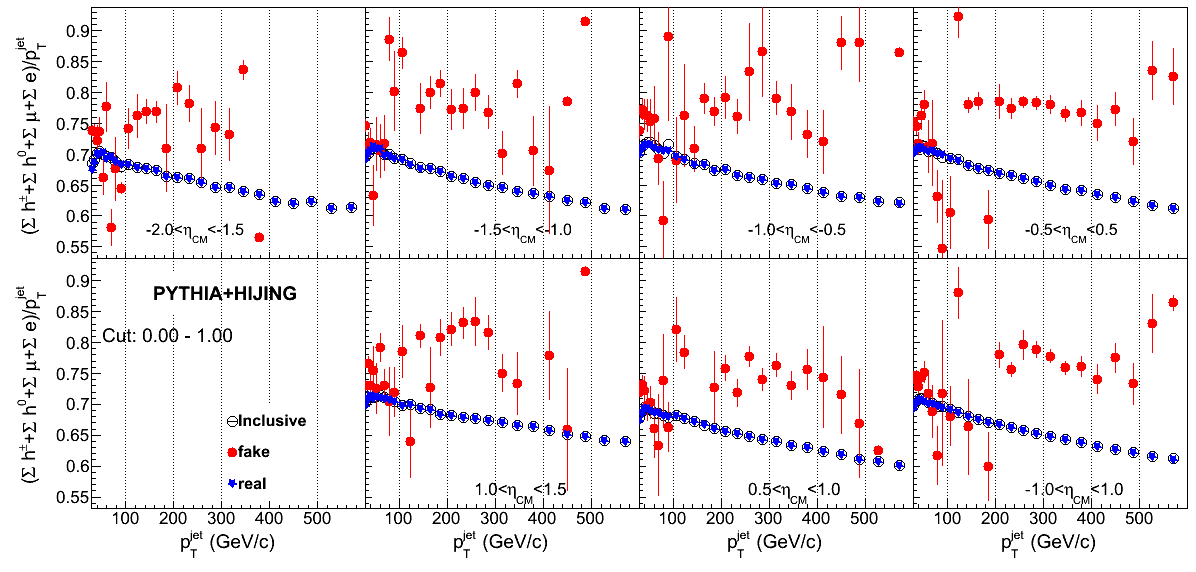 (Σ h± + Σ h0 + Σ μ + Σ e)/pTjet
0.9
0.85
0.8
0.75
0.7
0.65
0.6
0.55
-2.0<ηCM<-1.5
-1.5<ηCM<-1.0
-1.0<ηCM<-0.5
-0.5<ηCM<0.5
(Σ h± + Σ h0 + Σ μ + Σ e)/pTjet
0.9
0.85
0.8
0.75
0.7
0.65
0.6
0.55
PYTHIA+HIJING
Cut: 0.00 - 1.00
Inclusive
fake
real
1.0<ηCM<1.5
0.5<ηCM<1.0
-1.0<ηCM<1.0
100 200 300 400 500
100 200 300 400 500
100 200 300 400 500
100 200 300 400 500
pTjet (GeV/c)
pTjet (GeV/c)
pTjet (GeV/c)
pTjet (GeV/c)